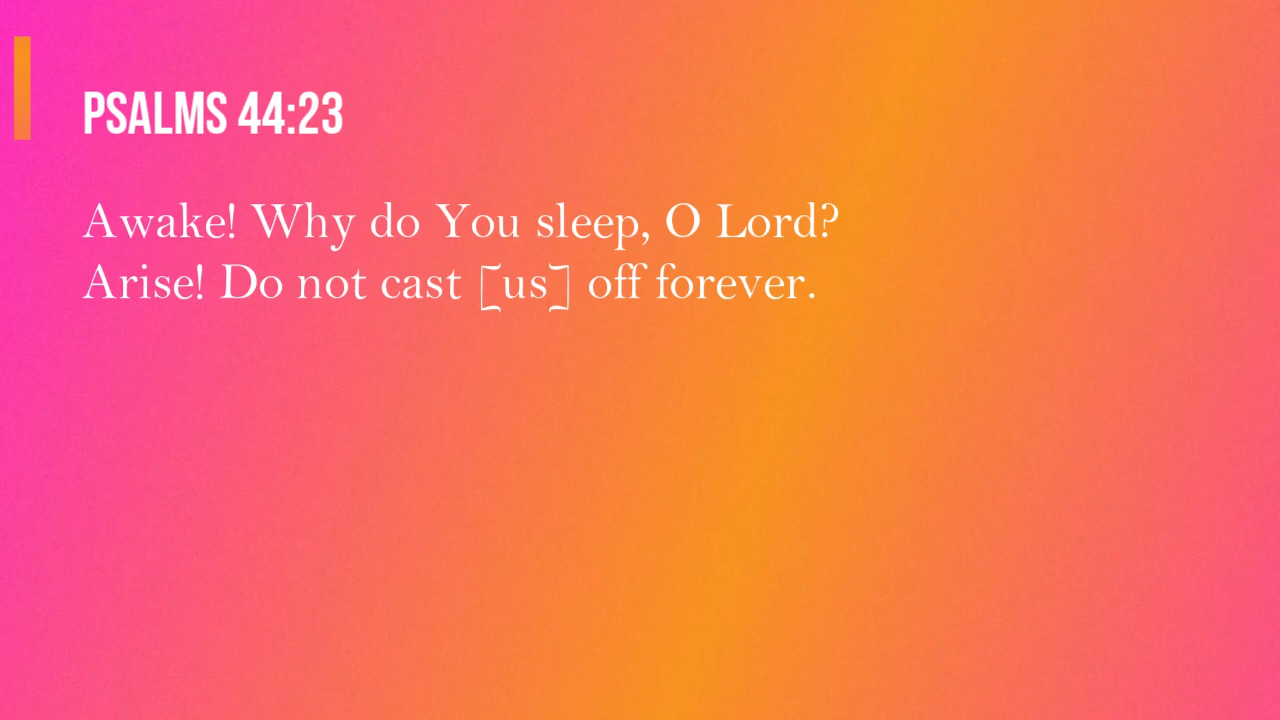 PSALMS 44:23
Awake! Why do You sleep, O Lord?
Arise! Do not cast [us] off forever.